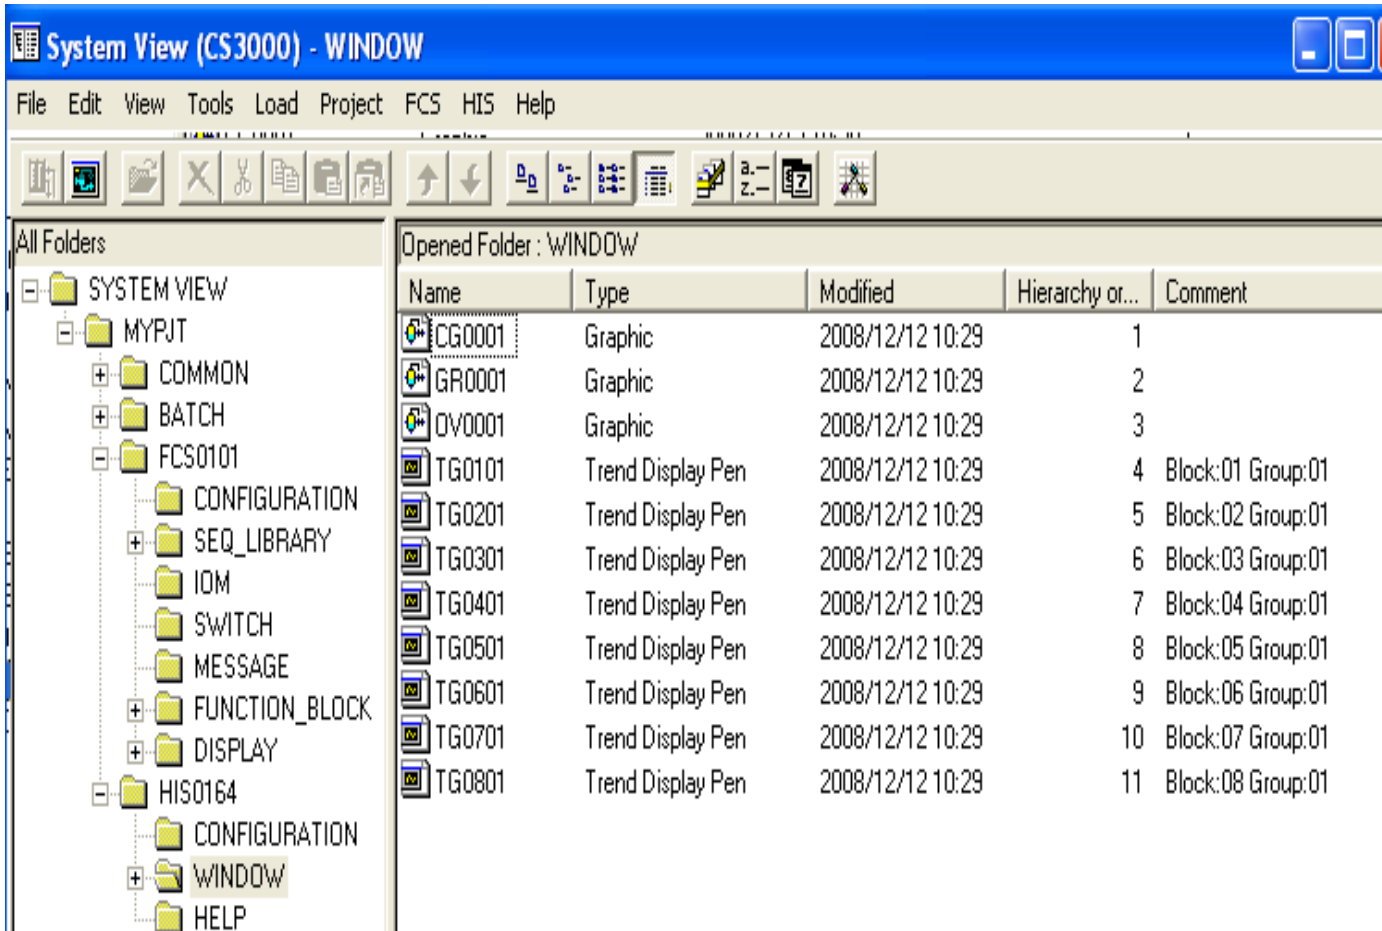 System View (CS3000) - WINDOW
File Edit View Tools Load Project FCS HIS Help
All Folders
SYSTEM VIEW
MYPJT
COMMON
BATCH
FCS0101
CONFIGURATION
SEQ_LIBRARY
IOM
SWITCH
MESSAGE
FUNCTION_BLOCK
DISPLAY
HIS0164
CONFIGURATION
WINDOW
HELP
Opened Folder : WINDOW
Name Type Modified Hierarchy or... Comment
CG0001 Graphic 2008/12/12 10:29 1
GR0001 Graphic 2008/12/12 10:29 2
OV0001 Graphic 2008/12/12 10:29 3
TG0101 Trend Display Pen 2008/12/12 10:29 4 Block:01 Group:01
TG0201 Trend Display Pen 2008/12/12 10:29 5 Block:02 Group:01
TG0301 Trend Display Pen 2008/12/12 10:29 6 Block:03 Group:01
TG0401 Trend Display Pen 2008/12/12 10:29 7 Block:04 Group:01
TG0501 Trend Display Pen 2008/12/12 10:29 8 Block:05 Group:01
TG0601 Trend Display Pen 2008/12/12 10:29 9 Block:06 Group:01
TG0701 Trend Display Pen 2008/12/12 10:29 10 Block:07 Group:01
TG0801 Trend Display Pen 2008/12/12 10:29 11 Block:08 Group:01